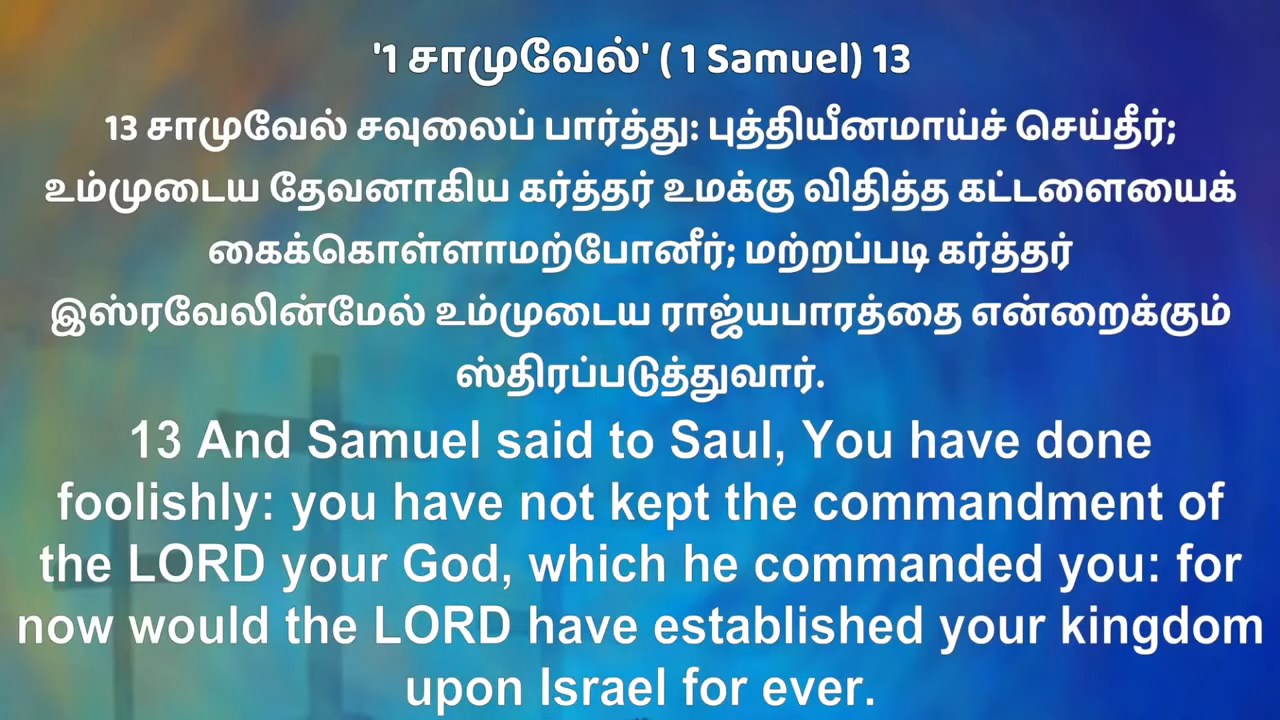 '1 சாமுவேல்' ( 1 Samuel) 13
13 சாமுவேல் சவுலைப் பார்த்து: புத்தியீனமாய்ச் செய்தீர்;
உம்முடைய தேவனாகிய கர்த்தர் உமக்கு விதித்த கட்டளையைக்
கைக்கொள்ளாமற்போனீர்; மற்றப்படி கர்த்தர்
இஸ்ரவேலின்மேல் உம்முடைய ராஜ்யபாரத்தை என்றைக்கும்
ஸ்திரப்படுத்துவார்.
13 And Samuel said to Saul, You have done
foolishly: you have not kept the commandment of
the LORD your God, which he commanded you: for
now would the LORD have established your kingdom
upon Israel for ever.